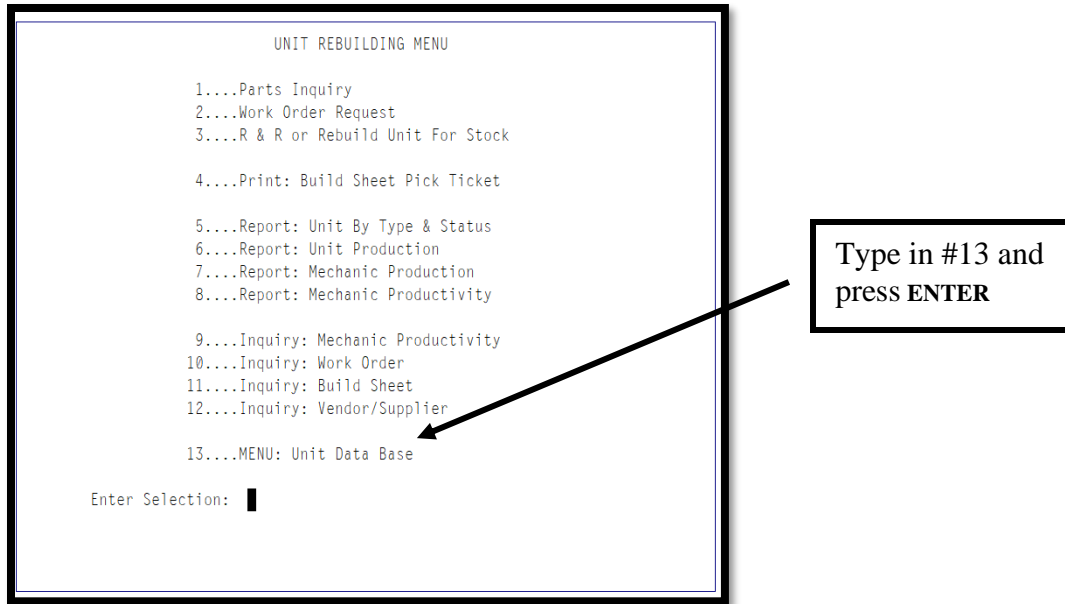 UNIT REBUILDING MENU
1....Parts Inquiry
2....Work Order Request
3....R & R or Rebuild Unit For Stock
4....Print: Build Sheet Pick Ticket
5....Report: Unit By Type & Status
6....Report: Unit Production
7....Report: Mechanic Production
8....Report: Mechanic Productivity
9....Inquiry: Mechanic Productivity
10....Inquiry: Work Order
11....Inquiry: Build Sheet
12....Inquiry: Vendor/Supplier
13....MENU: Unit Data Base
Enter Selection:
Type in #13 and
press ENTER